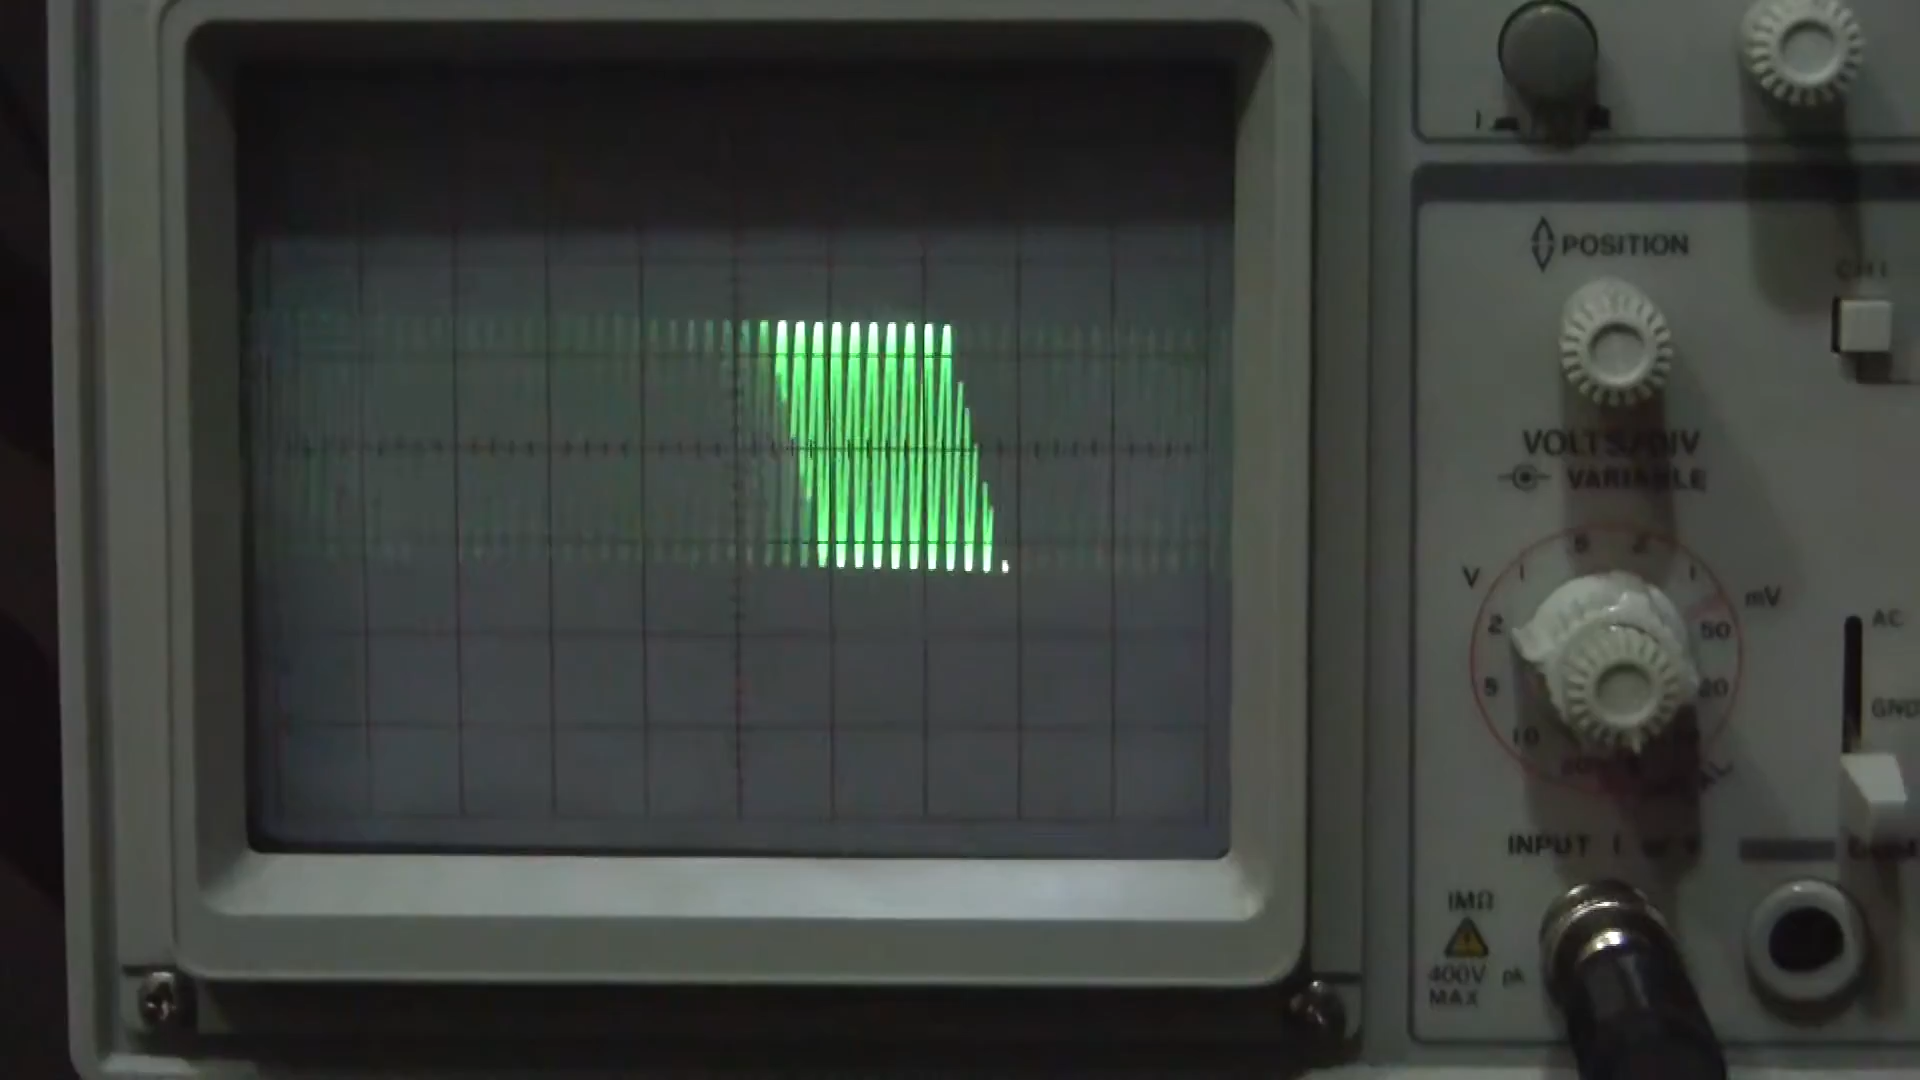 POSITION
CH1
VOLTS/DIV
VARIABLE
V
mV
.5
.2
1
.1
2
50
5
20
10
AC
GND
INPUT
1MΩ
400V pk
MAX